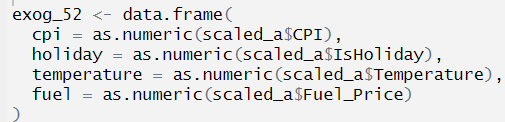 exog_52 <- data.frame(
  cpi = as.numeric(scaled_a$CPI),
  holiday = as.numeric(scaled_a$IsHoliday),
  temperature = as.numeric(scaled_a$Temperature),
  fuel = as.numeric(scaled_a$Fuel_Price)
)